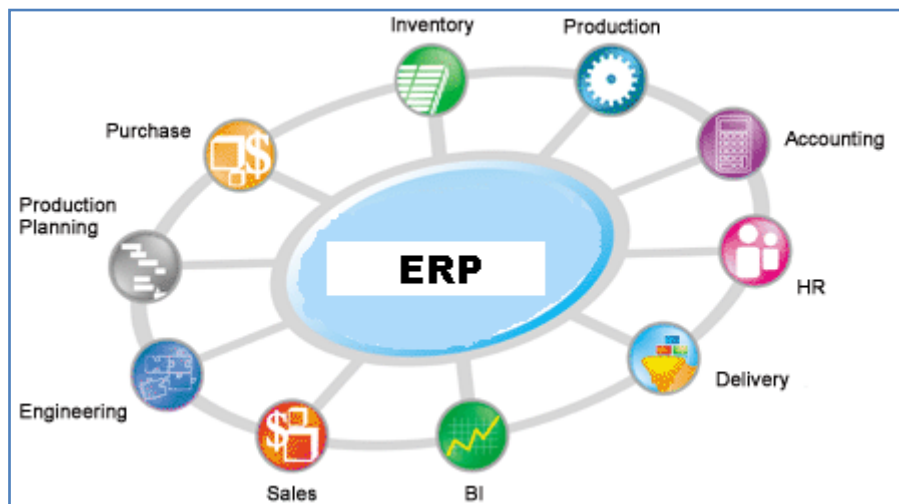 Inventory
Production
Purchase
Accounting
Production
Planning
ERP
HR
Delivery
Engineering
Sales
BI
$
$